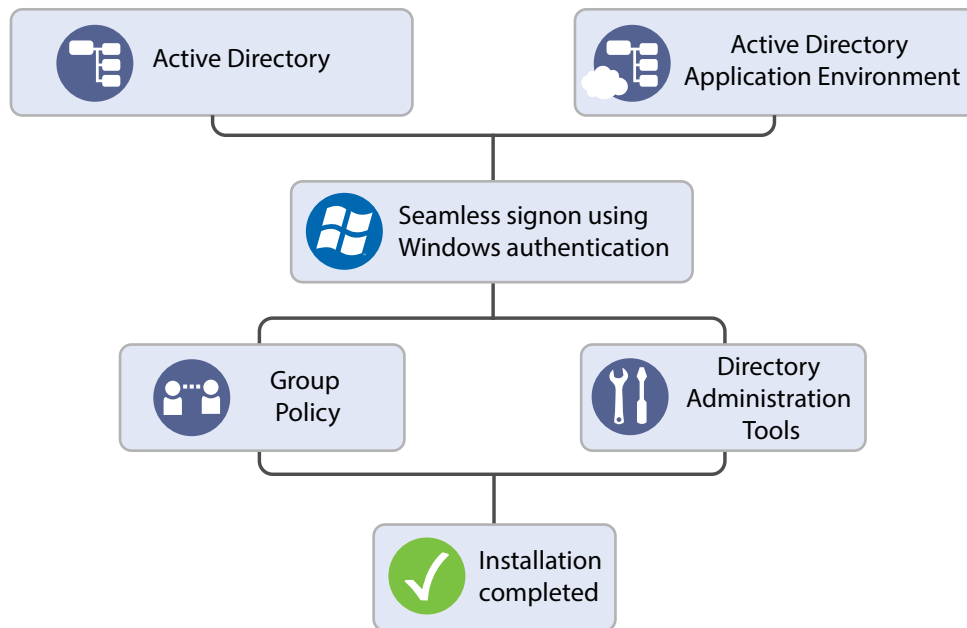 Active Directory
Active Directory
Application Environment
Seamless signon using
Windows authentication
Group
Policy
Directory
Administration
Tools
Installation
completed